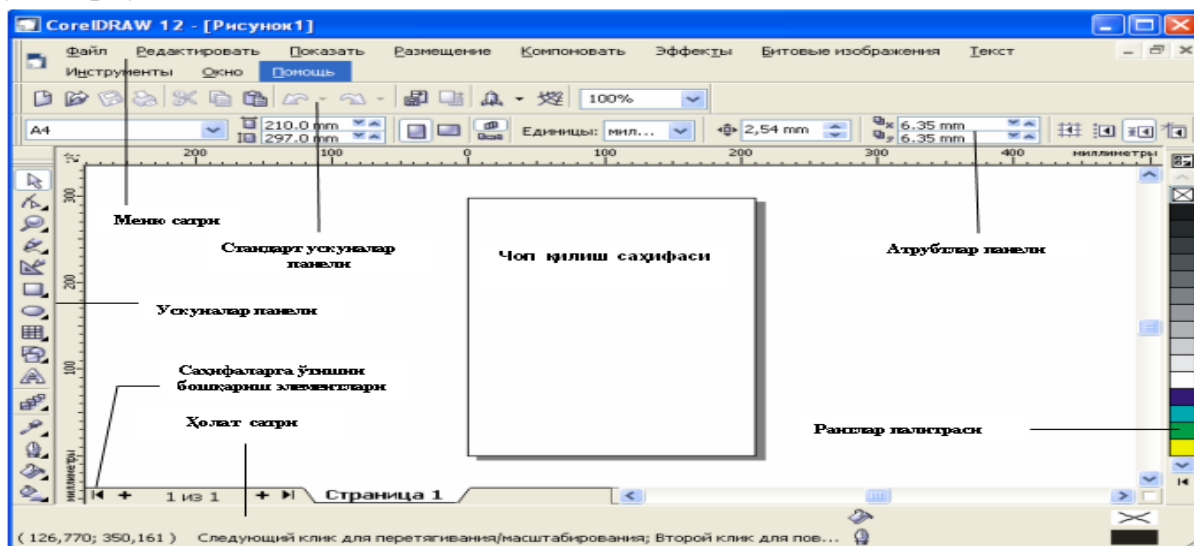 CorelDRAW 12 - [Рисунок1]
Файл Редактировать Показать Размещение Компоновать Эффекты Битовые изображения Текст
Инструменты Окно Помощь
100%
A4 210.0 mm 297.0 mm Единицы: мил... 2,54 mm 6.35 mm 6.35 mm
200 100 0 100 200 300 400 миллиметры
300
Меню сатри
Стандарт ускуналар
панели
Чоп қилиш саҳифаси
Атрубтлар панели
200
Ускуналар панели
100
Саҳифаларга ўтишни
бошқариш элементлари
Ҳолат сатри
Ранглар палитраси
миллиметры
1 из 1 Страница 1
( 126,770; 350,161 ) Следующий клик для перетягивания/масштабирования; Второй клик для пов...